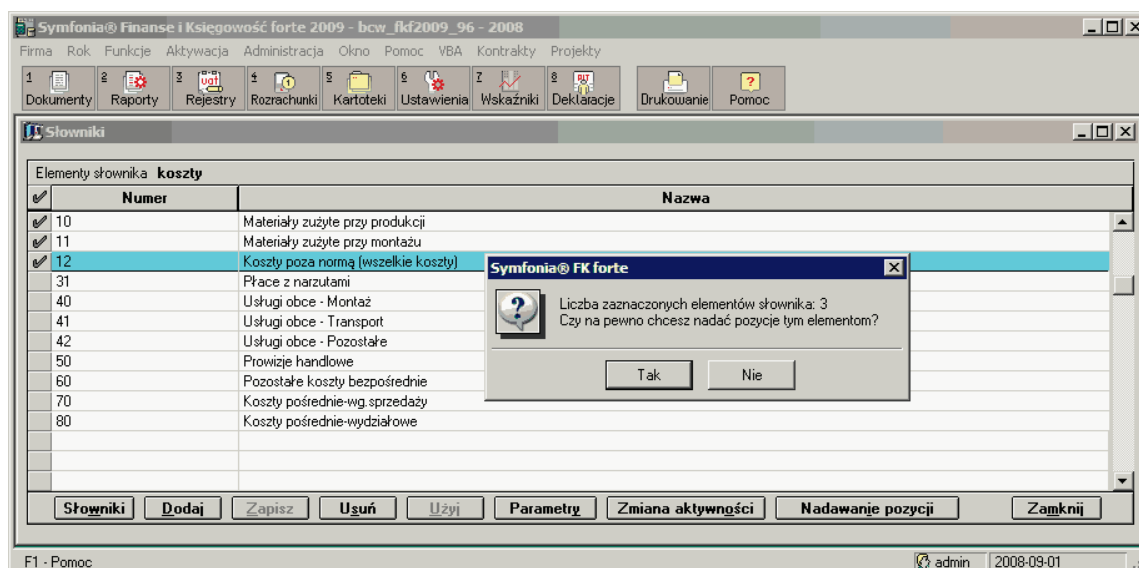 Symfonia® Finanse i Księgowość forte 2009 - bcw_fkf2009_96 - 2008
Firma Rok Funkcje Aktywacja Administracja Okno Pomoc VBA Kontrakty Projekty
1 2 3 4 5 6 7 8
Dokumenty Raporty Rejestry Rozrachunki Kartoteki Ustawienia Wskaźniki Deklaracje Drukowanie Pomoc
Słowniki
Elementy słownika koszty
Numer Nazwa
10 Materiały zużyte przy produkcji
11 Materiały zużyte przy montażu
12 Koszty poza normą (wszelkie koszty)
31 Płace z narzutami
40 Usługi obce - Montaż
41 Usługi obce - Transport
42 Usługi obce - Pozostałe
50 Prowizje handlowe
60 Pozostałe koszty bezpośrednie
70 Koszty pośrednie-wg.sprzedaży
80 Koszty pośrednie-wydziałowe
Symfonia® FK forte
Liczba zaznaczonych elementów słownika: 3
Czy na pewno chcesz nadać pozycje tym elementom?
Tak Nie
Słowniki Dodaj Zapisz Usuń Użyj Parametry Zmiana aktywności Nadawanie pozycji Zamknij
F1 - Pomoc admin 2008-09-01